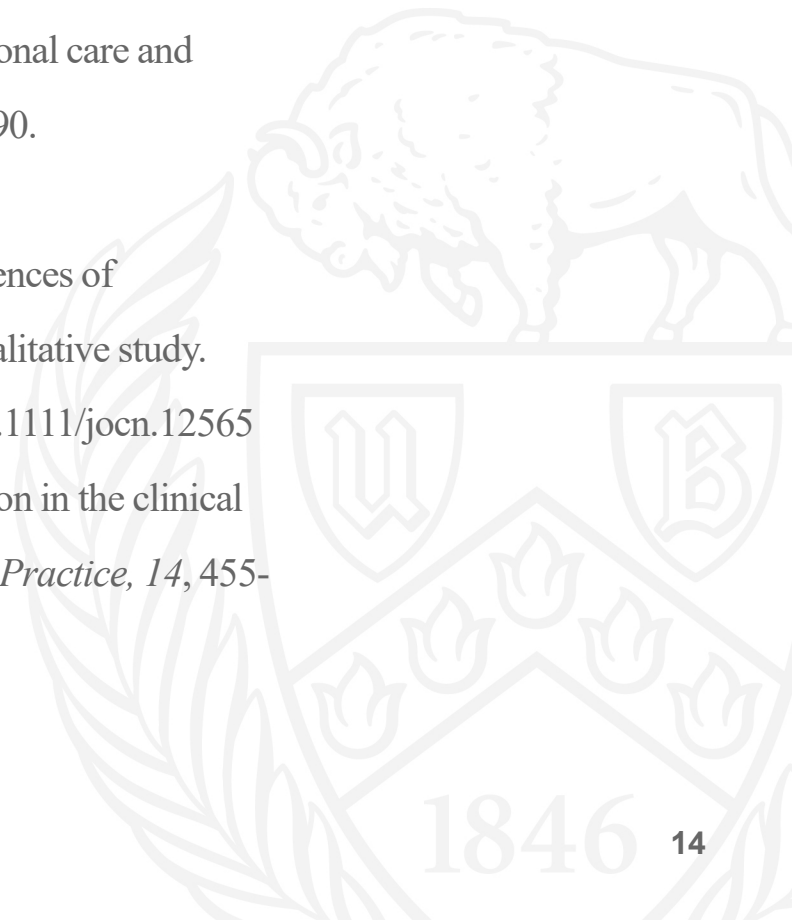 onal care and
90.
ences of
alitative study.
.1111/jocn.12565
on in the clinical
Practice, 14, 455-
U B
1846
14